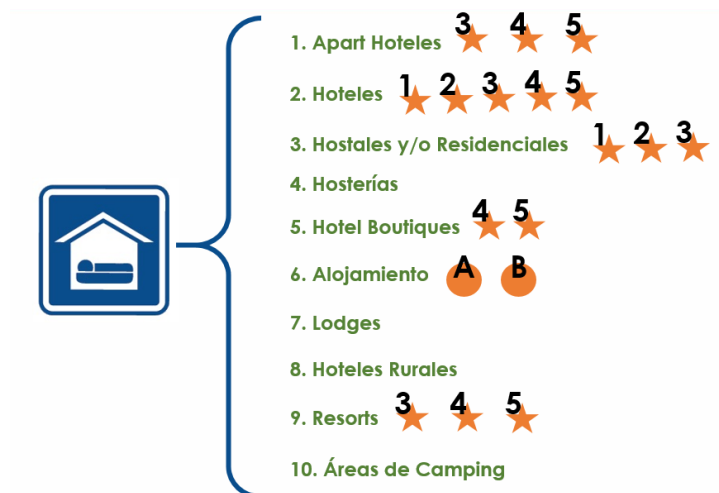 1. Apart Hoteles 3 4 5
2. Hoteles 1 2 3 4 5
3. Hostales y/o Residenciales 1 2 3
4. Hosterías
5. Hotel Boutiques 4 5
6. Alojamiento A B
7. Lodges
8. Hoteles Rurales
9. Resorts 3 4 5
10. Áreas de Camping